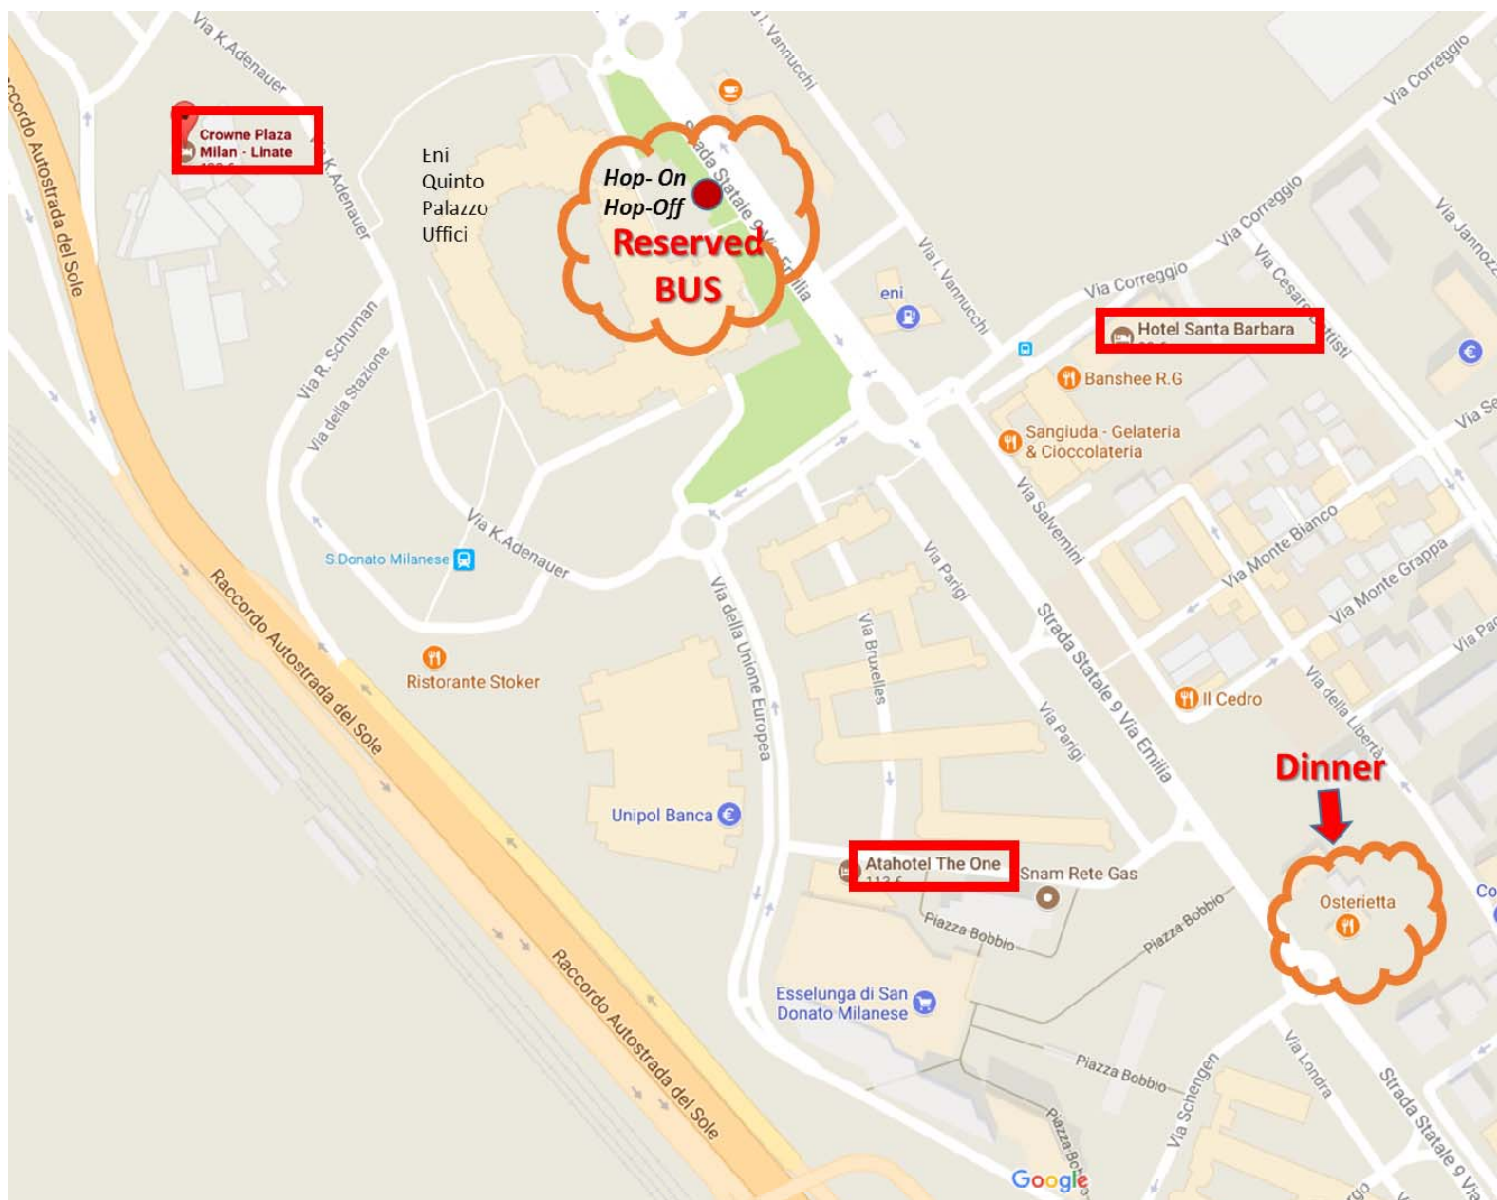 Via K.Adenauer
Via I. Vannucchi
Via Correggio
Raccordo Autostrada del Sole
Crowne Plaza
Milan - Linate
Via K.Adenauer
Eni
Quinto
Palazzo
Uffici
Hop- On
Hop-Off
Reserved
BUS
Strada Statale 9 Via Emilia
Via I. Vannucchi
eni
Via Correggio
Via Correggio
Via Cesare Battisti
Hotel Santa Barbara
Banshee R.G
Sangiuda - Gelateria
& Cioccolateria
Via R. Schuman
Via della Stazione
Via K.Adenauer
S.Donato Milanese
Ristorante Stoker
Raccordo Autostrada del Sole
Via della Unione Europea
Via Bruxelles
Via Parigi
Via Parigi
Via Salvemini
Strada Statale 9 Via Emilia
Via Monte Bianco
Via Monte Grappa
Via della Libertà
Il Cedro
Dinner
Osterietta
Unipol Banca
Atahotel The One
Snam Rete Gas
Piazza Bobbio
Piazza Bobbio
Esselunga di San
Donato Milanese
Raccordo Autostrada del Sole
Piazza Bobbio
Via Schengen
Via Londra
Strada Statale 9 Via
Google